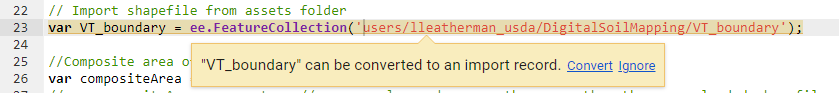 22 // Import shapefile from assets folder
23 var VT_boundary = ee.FeatureCollection('users/lleatherman_usda/DigitalSoilMapping/VT_boundary');
24
25 //Composite area o
"VT_boundary" can be converted to an import record. Convert Ignore
26 var compositeArea
27